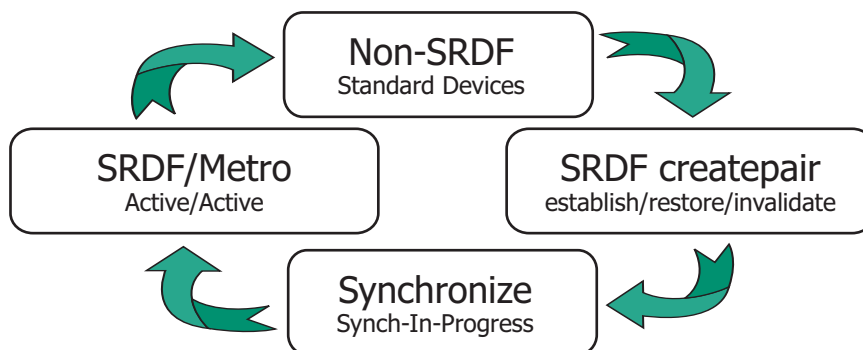 Non-SRDF
Standard Devices
SRDF/Metro
Active/Active
SRDF createpair
establish/restore/invalidate
Synchronize
Synch-In-Progress